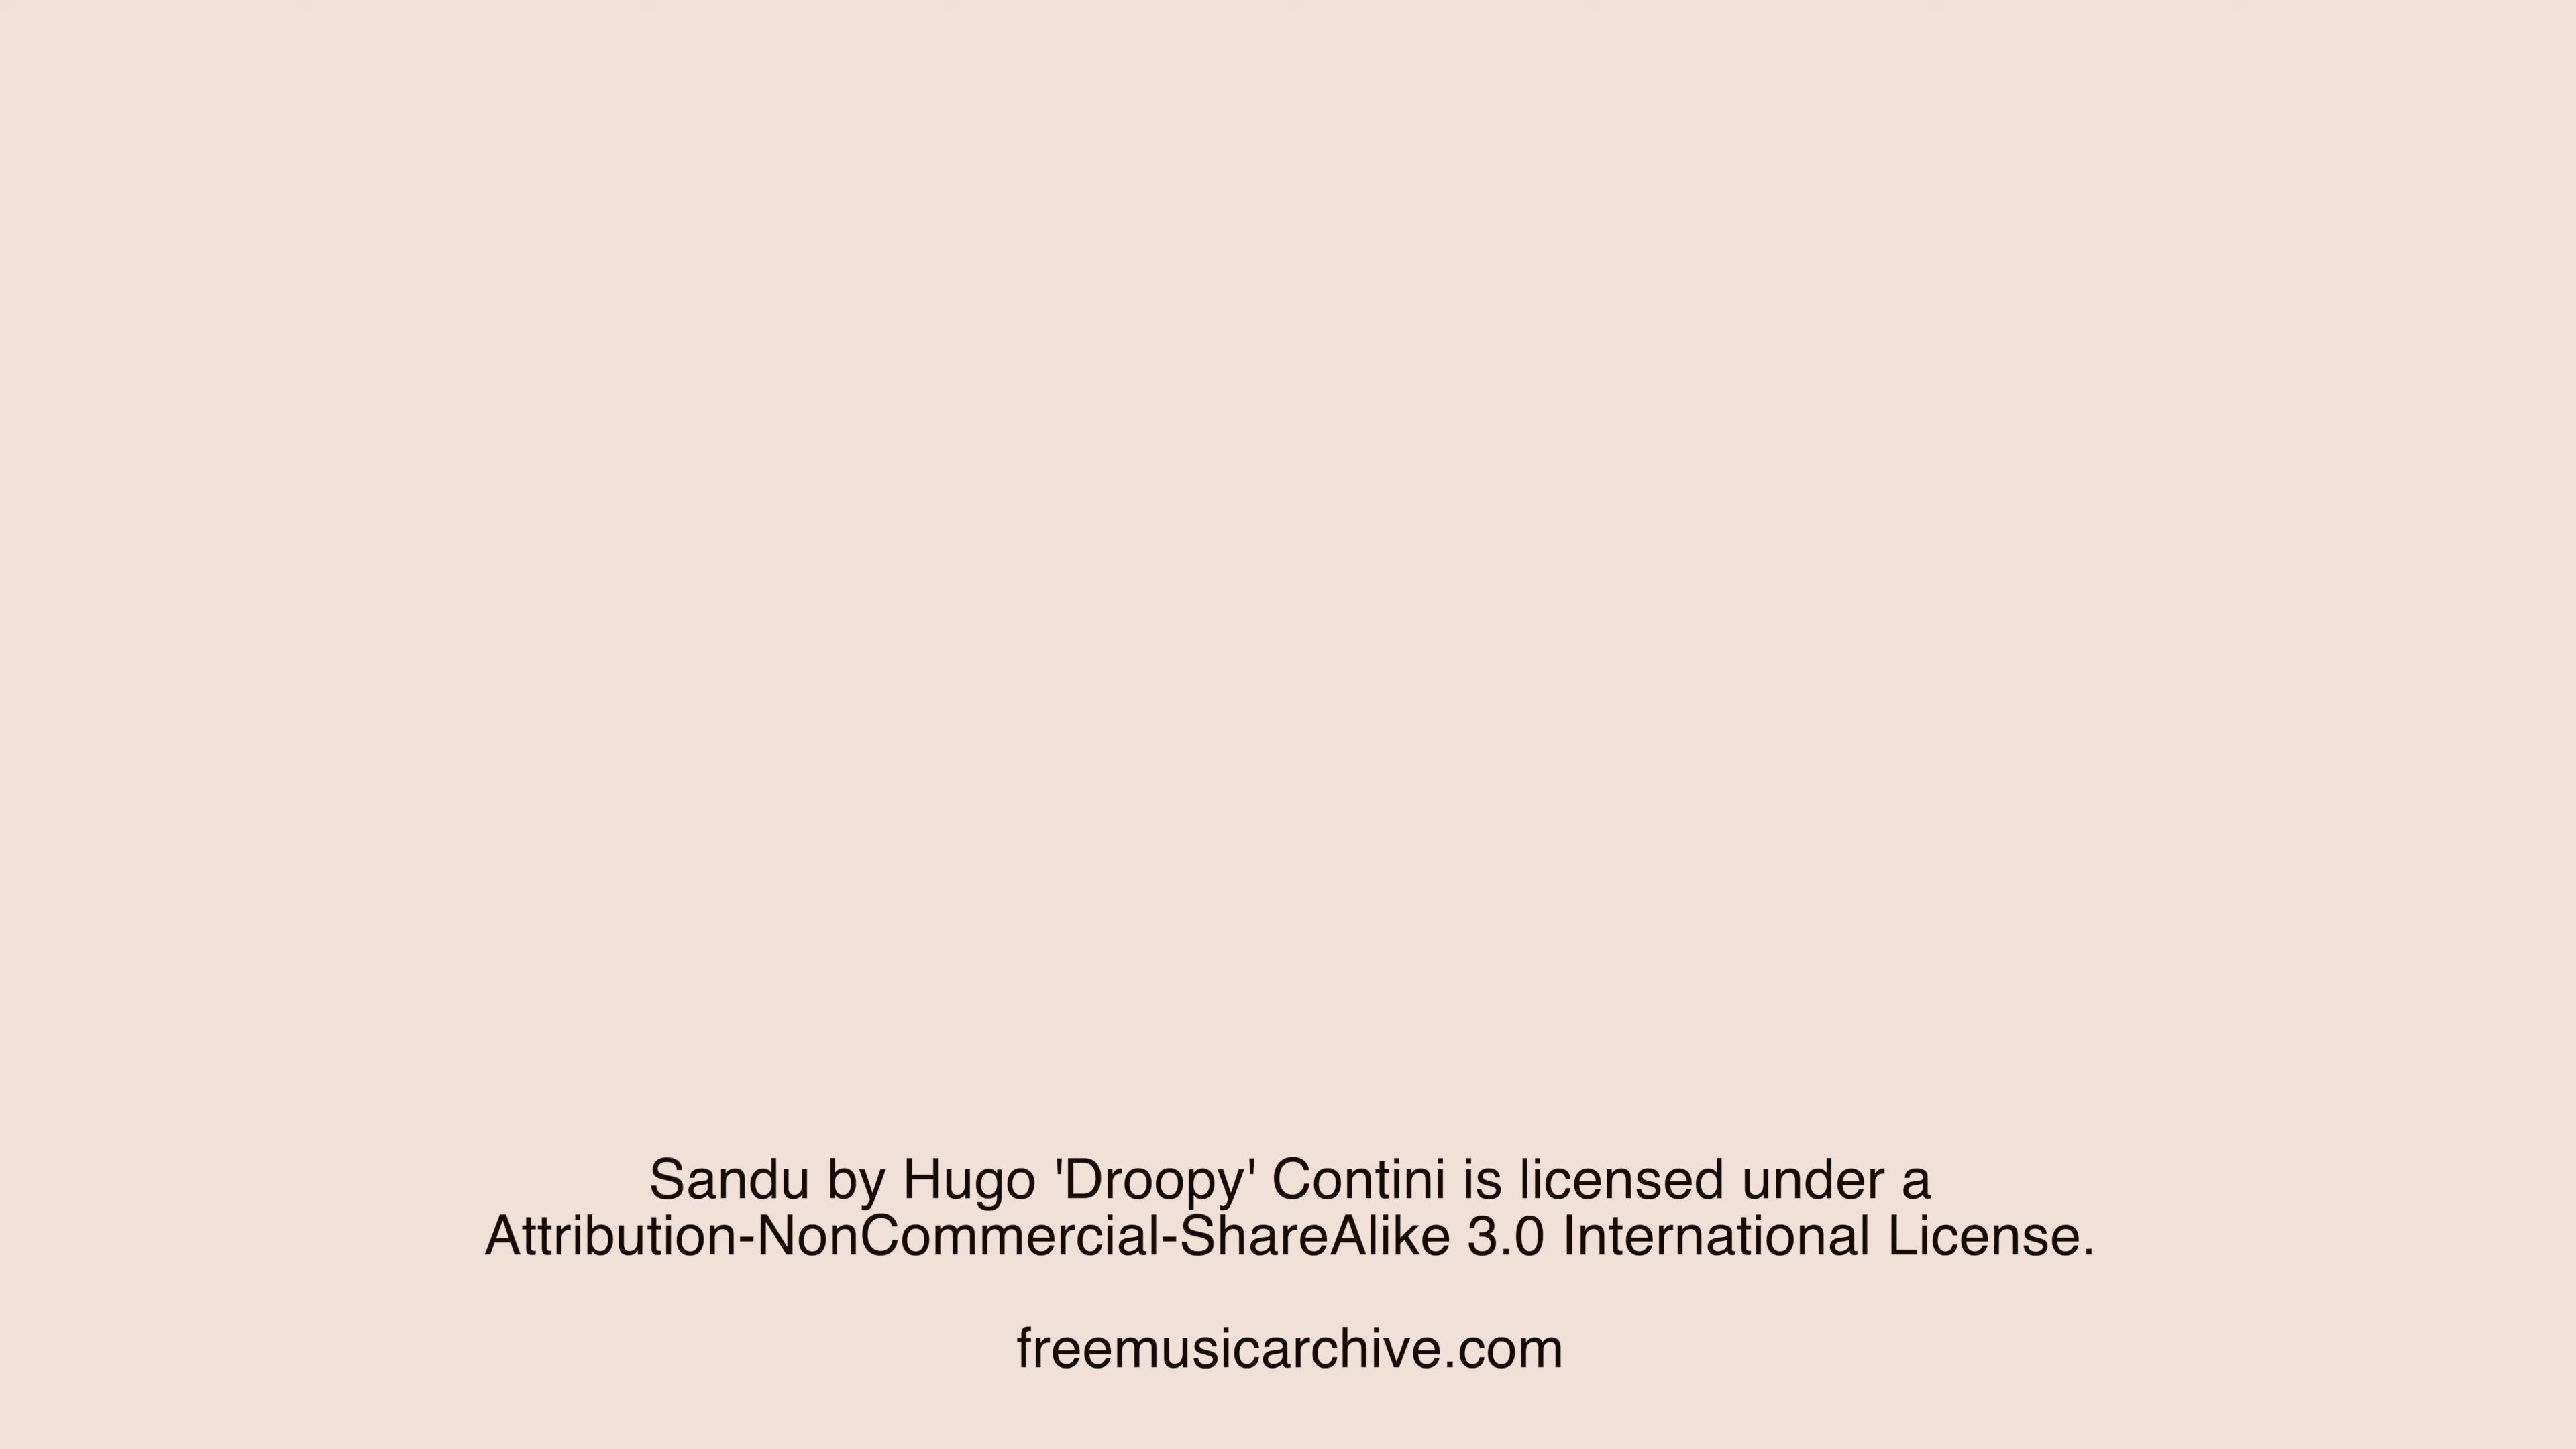 Sandu by Hugo 'Droopy' Contini is licensed under a
Attribution-NonCommercial-ShareAlike 3.0 International License.
freemusicarchive.com